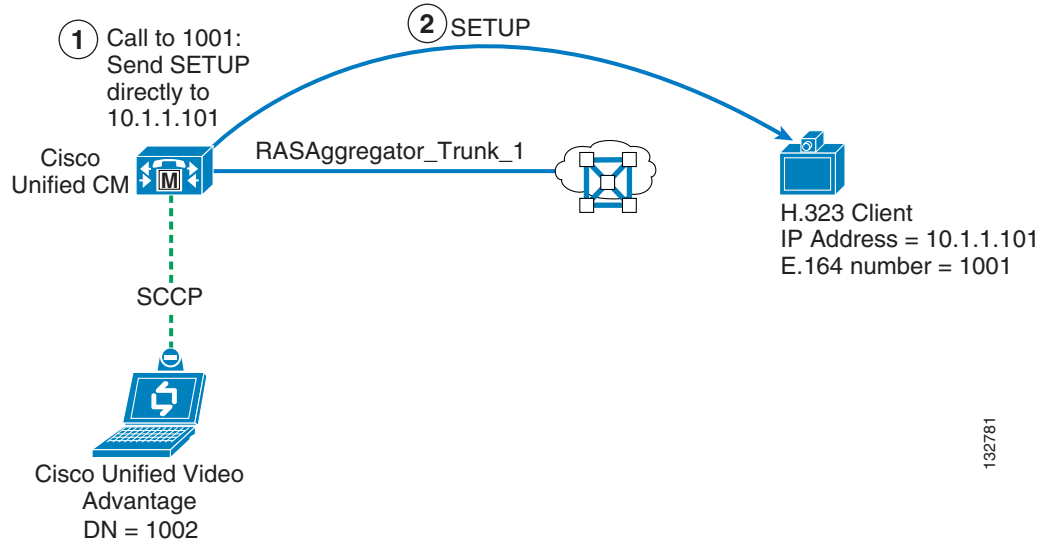 1
Call to 1001:
Send SETUP
directly to
10.1.1.101
2
SETUP
Cisco
Unified CM
M
RASAggregator_Trunk_1
H.323 Client
IP Address = 10.1.1.101
E.164 number = 1001
SCCP
Cisco Unified Video
Advantage
DN = 1002
132781